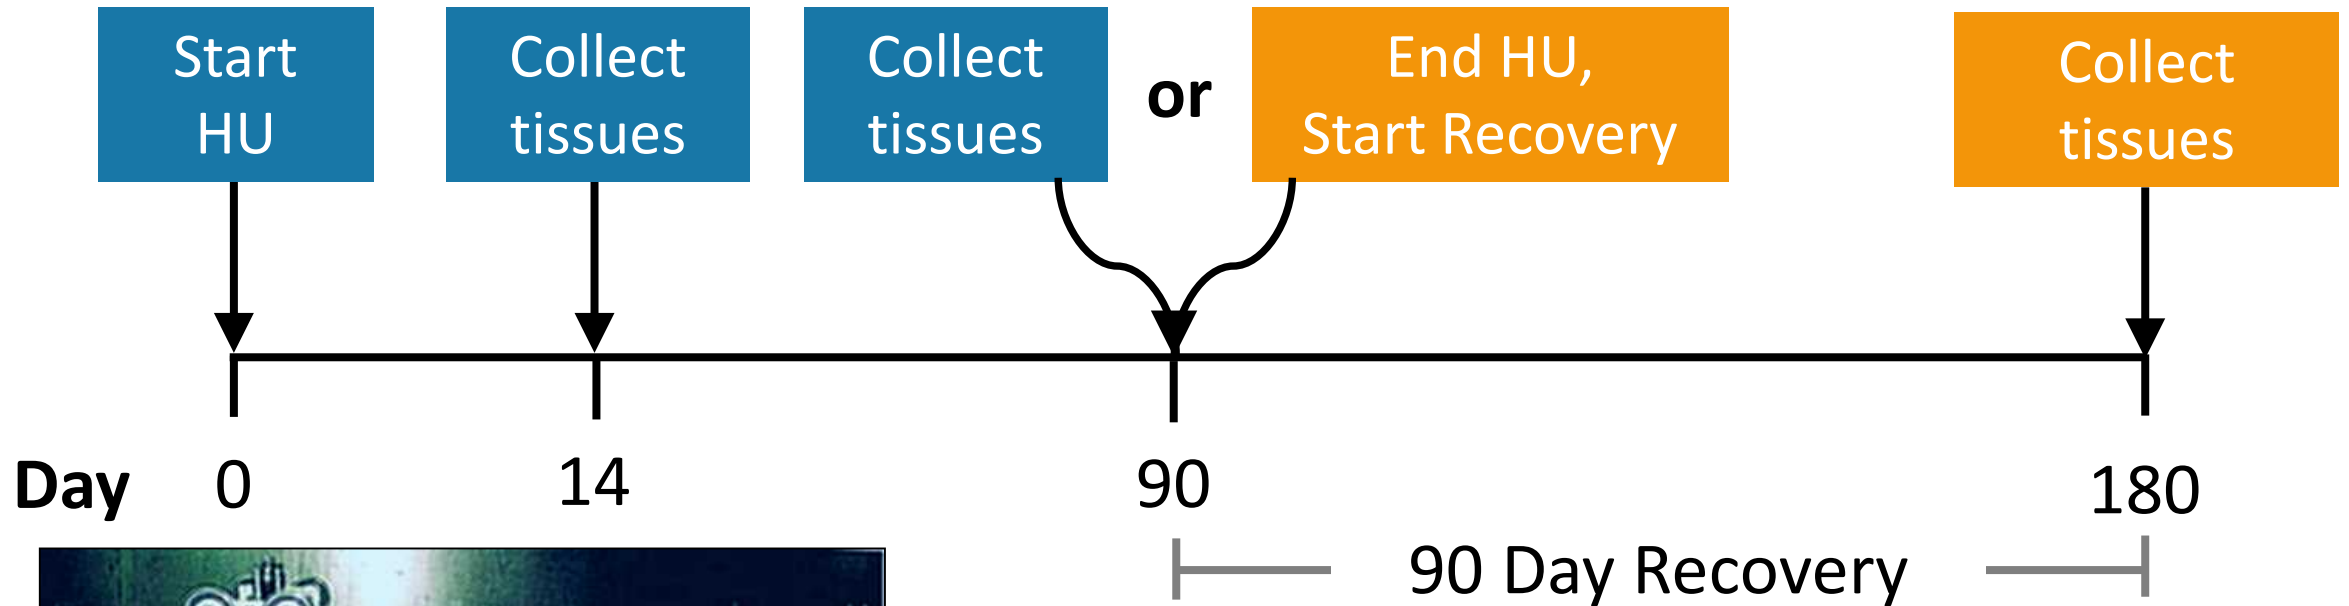 Start
HU
Collect
tissues
Collect
tissues
or
End HU,
Start Recovery
Collect
tissues
Day 0 14 90 180
90 Day Recovery